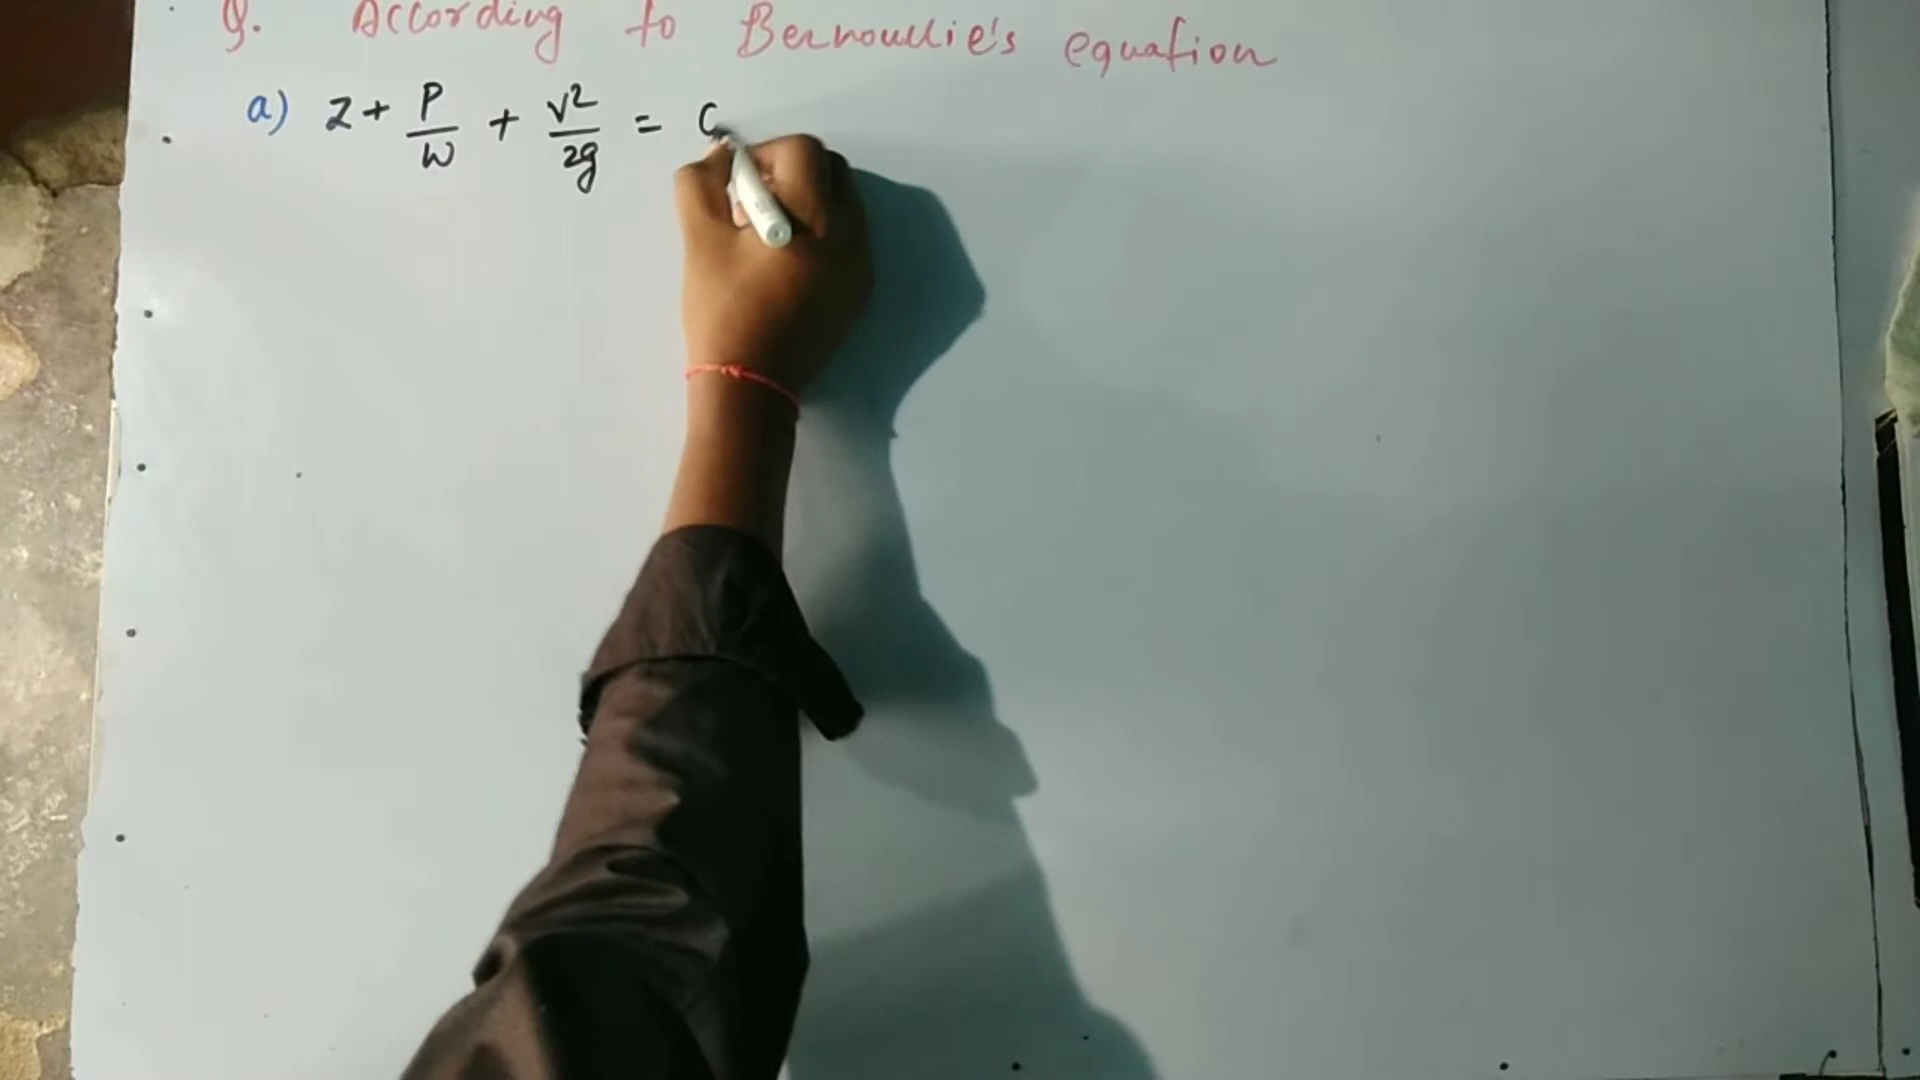 Q. According to Bernoullie's equation
a) Z + P/w + v²/2g = C